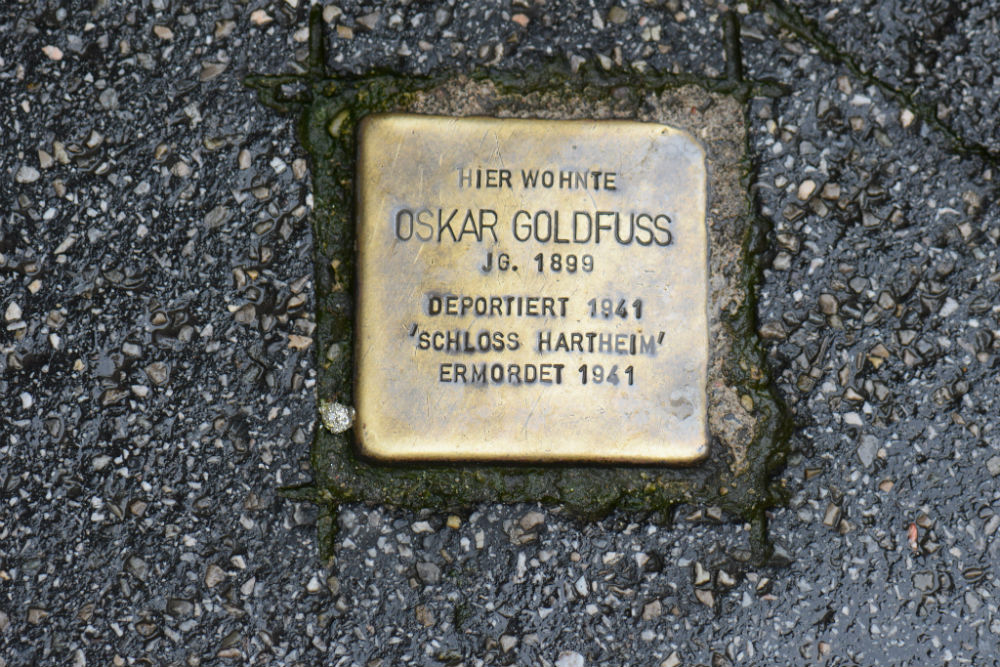 HIER WOHNTE
OSKAR GOLDFUSS
JG. 1899
DEPORTIERT 1941
'SCHLOSS HARTHEIM'
ERMORDET 1941